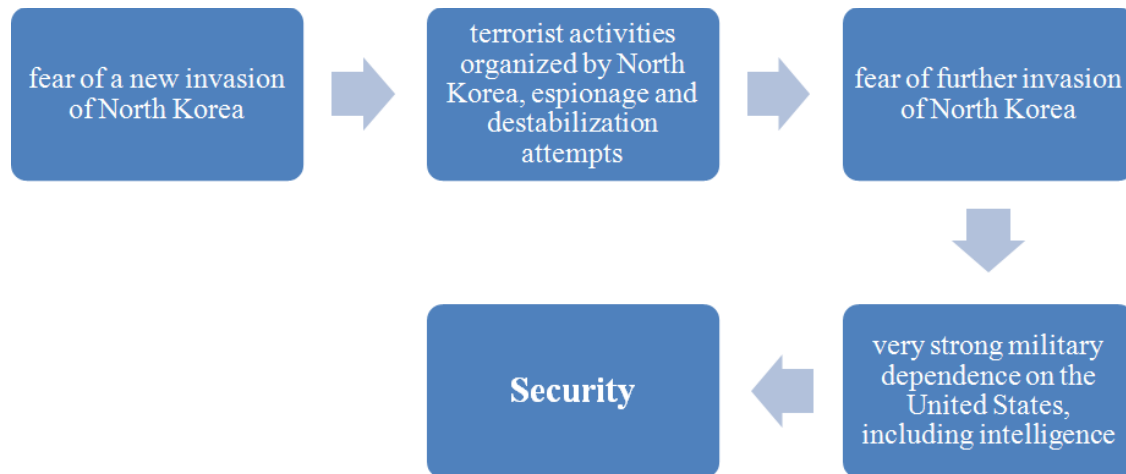 fear of a new invasion
of North Korea
terrorist activities
organized by North
Korea, espionage and
destabilization
attempts
fear of further invasion
of North Korea
very strong military
dependence on the
United States,
including intelligence
Security